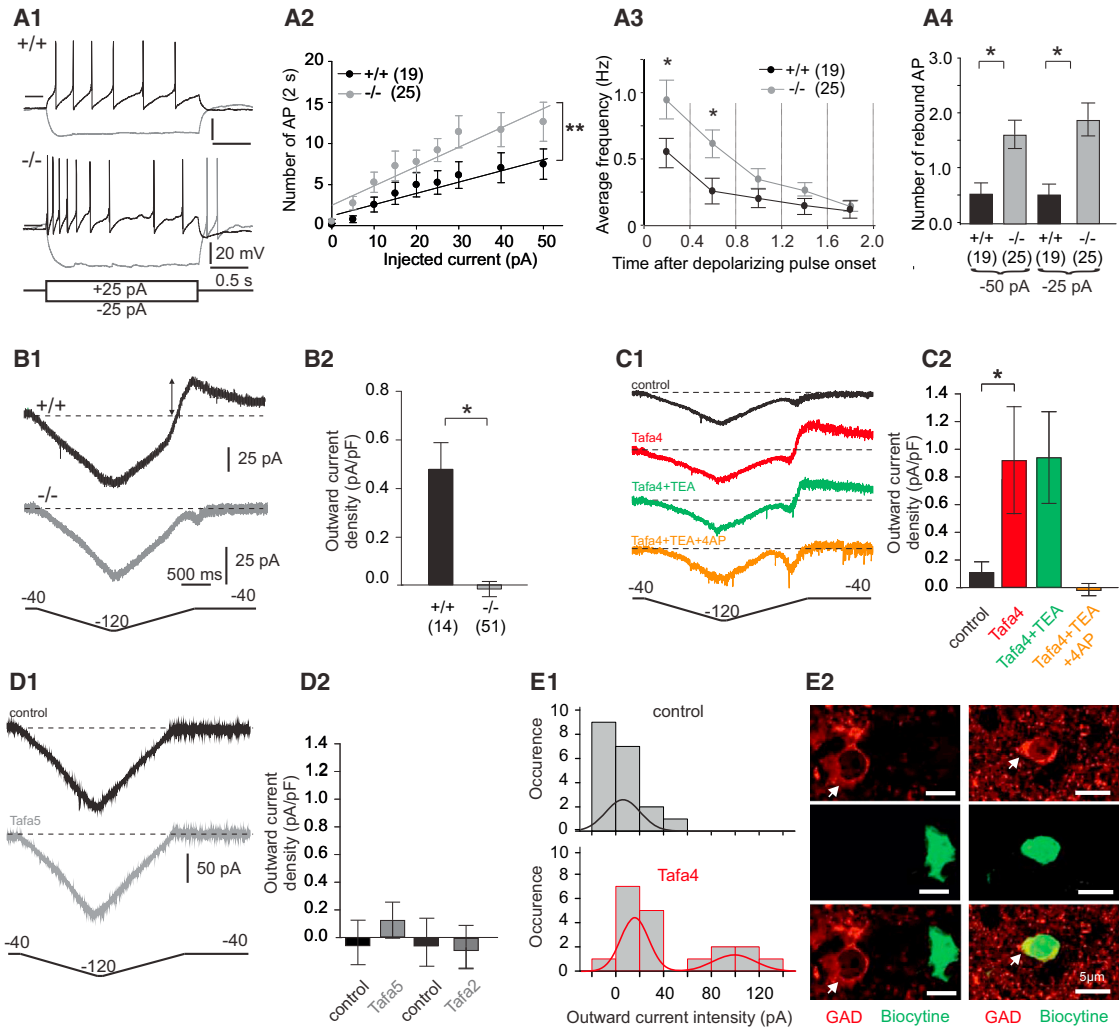 A1
+/+
-/-
20 mV
0.5 s
+25 pA
-25 pA
A2
Number of AP (2 s)
20
15
10
5
0
+/+ (19)
-/- (25)
**
0 10 20 30 40 50
Injected current (pA)
A3
Average frequency (Hz)
1.0
0.5
0
+/+ (19)
-/- (25)
*
*
0 0.4 0.8 1.2 1.6 2.0
Time after depolarizing pulse onset
A4
Number of rebound AP
3.0
2.0
1.0
0.0
*
*
+/+ -/- +/+ -/-
(19) (25) (19) (25)
-50 pA -25 pA
B1
+/+
25 pA
-/-
25 pA
500 ms
-40 -40
-120
B2
Outward current
density (pA/pF)
0.8
0.6
0.4
0.2
0.0
*
+/+ -/-
(14) (51)
C1
control
Tafa4
Tafa4+TEA
Tafa4+TEA+4AP
-40 -40
-120
C2
Outward current
density (pA/pF)
1.4
1.2
1.0
0.8
0.6
0.4
0.2
0.0
*
control
Tafa4
Tafa4+TEA
Tafa4+TEA
+4AP
D1
control
Tafa5
50 pA
-40 -40
-120
D2
Outward current
density (pA/pF)
1.4
1.2
1.0
0.8
0.6
0.4
0.2
0.0
control
Tafa5
control
Tafa2
E1
control
Occurence
10
8
6
4
2
0
Tafa4
Occurence
10
8
6
4
2
0
0 40 80 120
Outward current intensity (pA)
E2
5µm
GAD Biocytine GAD Biocytine